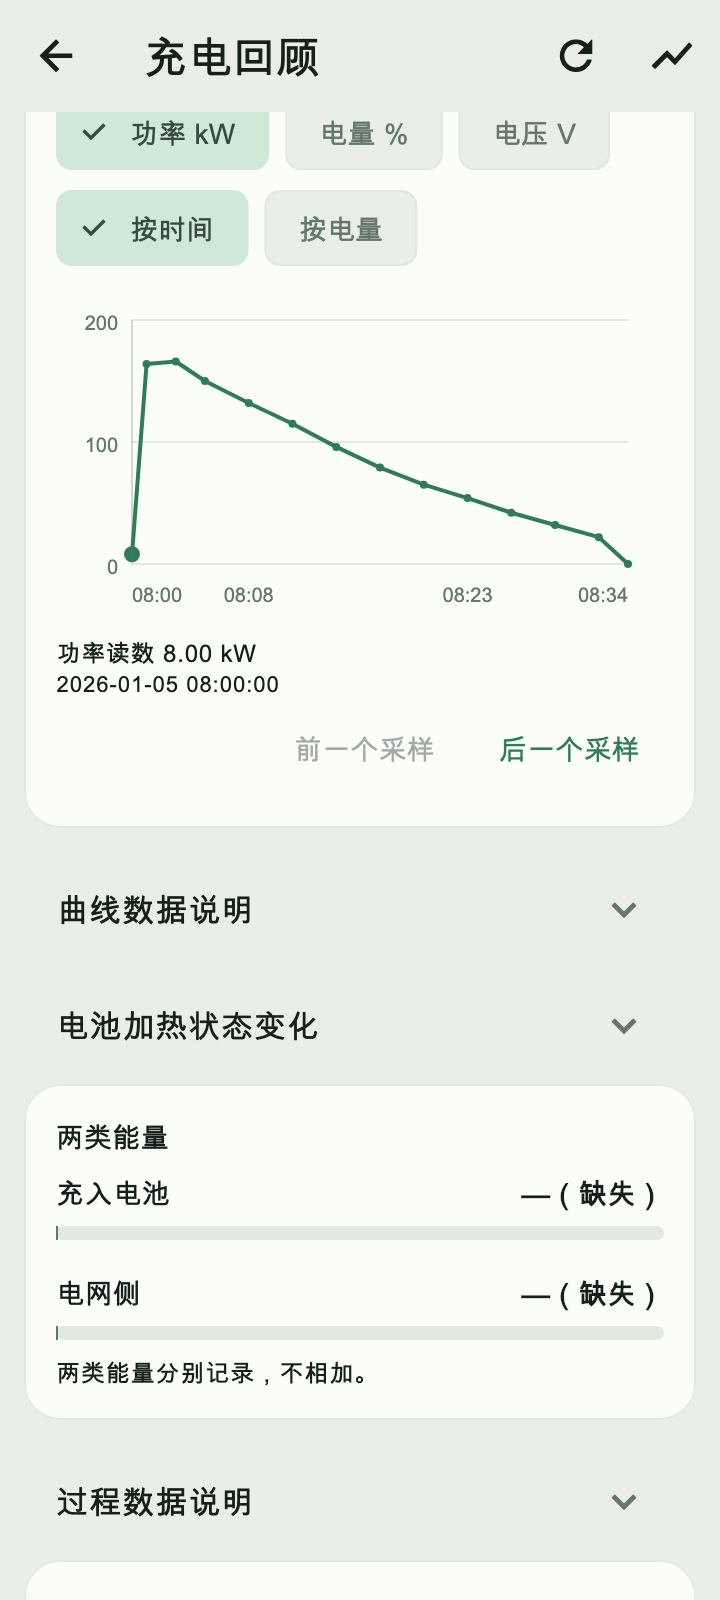 充电回顾
功率 kW
电量 %
电压 V
按时间
按电量
200
100
0
08:00
08:08
08:23
08:34
功率读数 8.00 kW
2026-01-05 08:00:00
前一个采样
后一个采样
曲线数据说明
电池加热状态变化
两类能量
充入电池
—（缺失）
电网侧
—（缺失）
两类能量分别记录，不相加。
过程数据说明